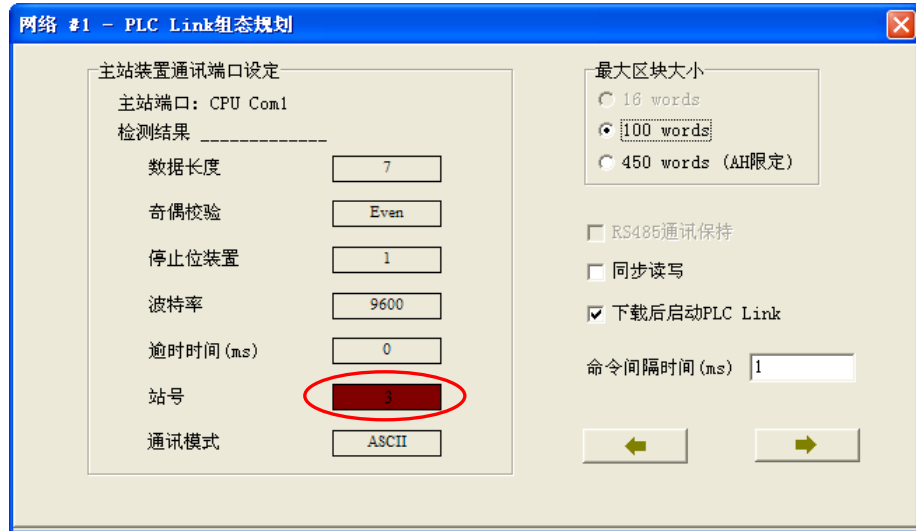 网络 #1 - PLC Link组态规划
主站装置通讯端口设定
主站端口: CPU Com1
检测结果 _____________
数据长度 7
奇偶校验 Even
停止位装置 1
波特率 9600
逾时时间(ms) 0
站号 3
通讯模式 ASCII
最大区块大小
16 words
100 words
450 words (AH限定)
RS485通讯保持
同步读写
下载后启动PLC Link
命令间隔时间(ms) 1